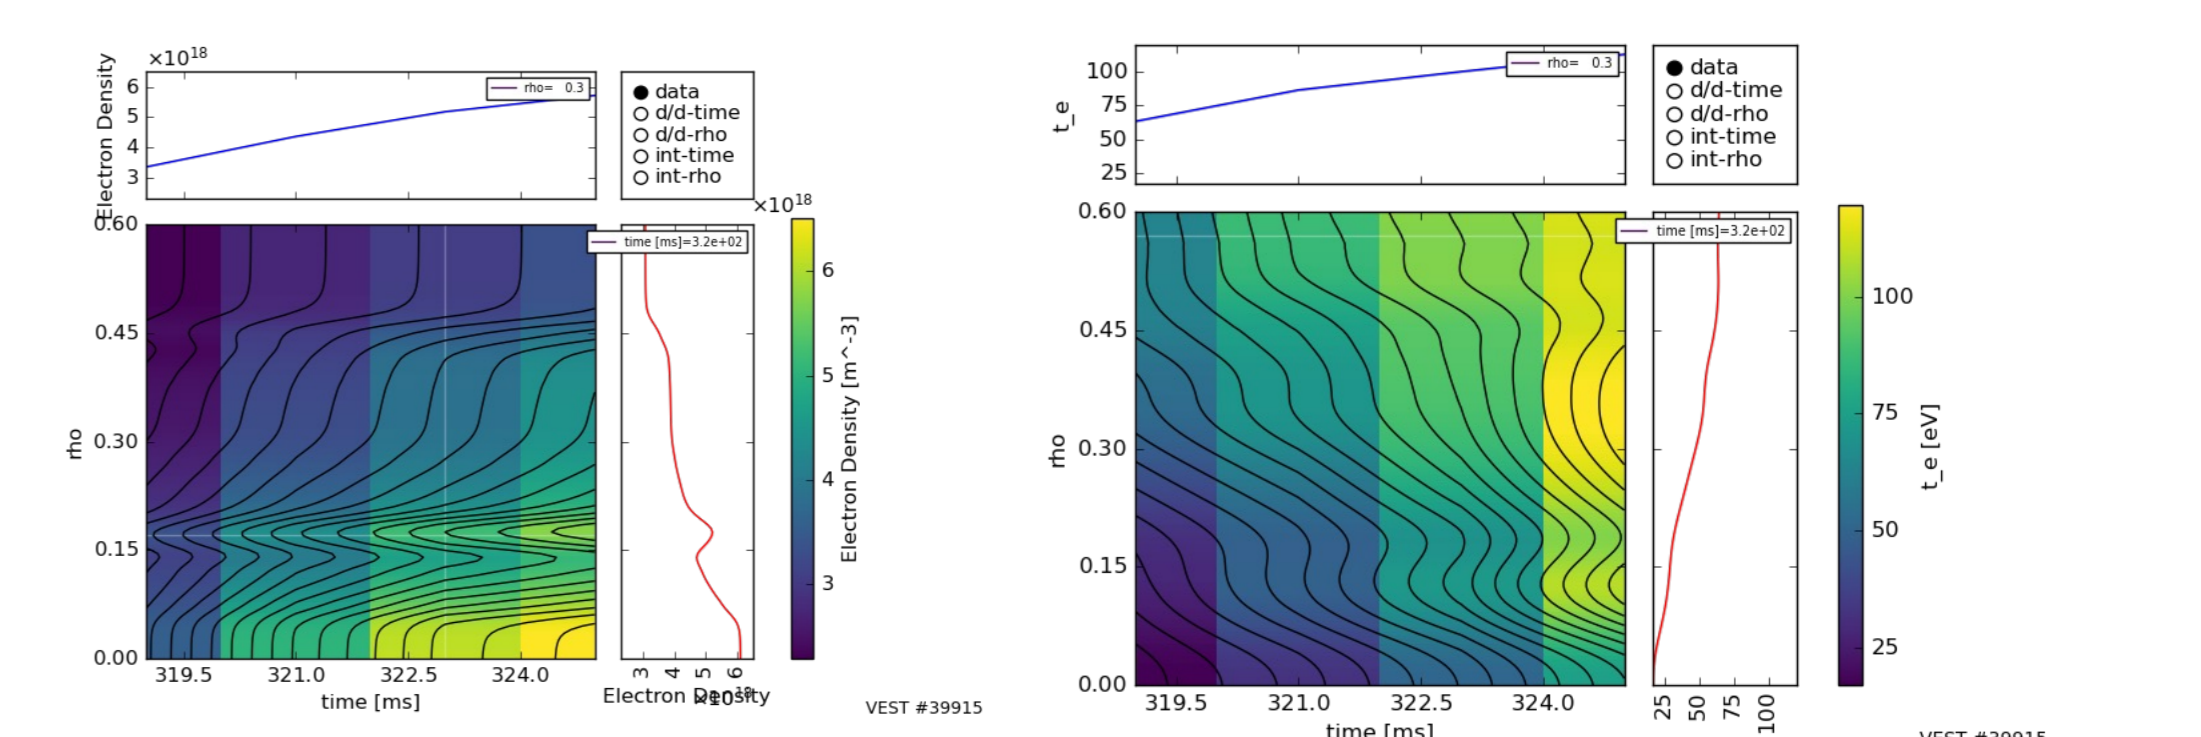 ×10^18
Electron Density
6
5
4
3
rho= 0.3
data
d/d-time
d/d-rho
int-time
int-rho
0.60
0.45
0.30
0.15
0.00
rho
319.5 321.0 322.5 324.0
time [ms]
time [ms]=3.2e+02
3 4 5 6
Electron Density
×10^18
×10^18
6
5
4
3
Electron Density [m^-3]
VEST #39915
t_e
100
75
50
25
rho= 0.3
data
d/d-time
d/d-rho
int-time
int-rho
0.60
0.45
0.30
0.15
0.00
rho
319.5 321.0 322.5 324.0
time [ms]
time [ms]=3.2e+02
25 50 75 100
100
75
50
25
t_e [eV]
VEST #39915